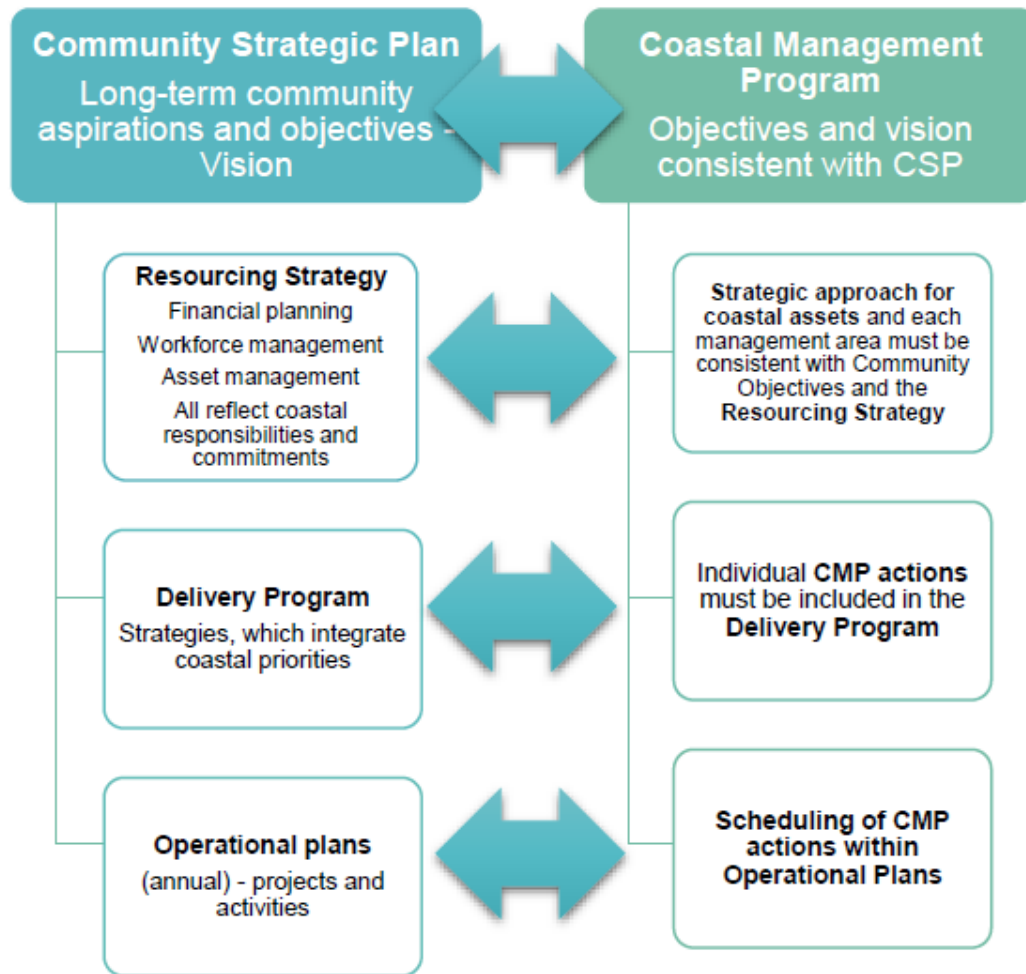 Community Strategic Plan
Long-term community
aspirations and objectives -
Vision
Coastal Management
Program
Objectives and vision
consistent with CSP
Resourcing Strategy
Financial planning
Workforce management
Asset management
All reflect coastal
responsibilities and
commitments
Strategic approach for
coastal assets and each
management area must be
consistent with Community
Objectives and the
Resourcing Strategy
Delivery Program
Strategies, which integrate
coastal priorities
Individual CMP actions
must be included in the
Delivery Program
Operational plans
(annual) - projects and
activities
Scheduling of CMP
actions within
Operational Plans